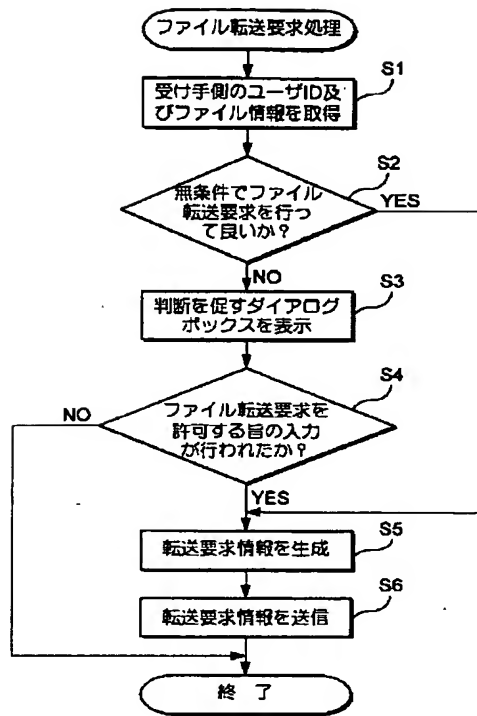 ファイル転送要求処理
S1
受け手側のユーザID及
びファイル情報を取得
S2
無条件でファイル
転送要求を行っ
て良いか？
YES
NO
S3
判断を促すダイアログ
ボックスを表示
S4
NO
ファイル転送要求を
許可する旨の入力
が行われたか？
YES
S5
転送要求情報を生成
S6
転送要求情報を送信
終 了